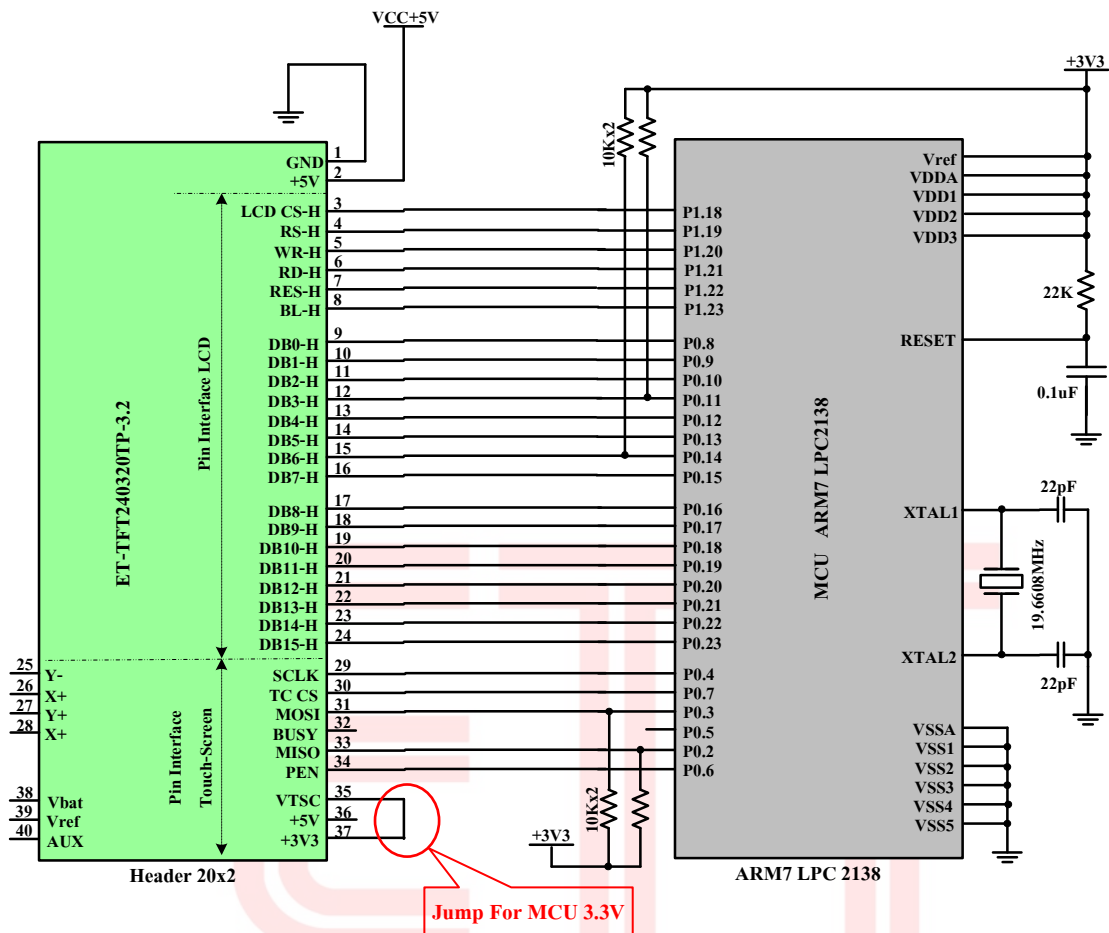 VCC+5V
+3V3
10Kx2
1
GND
2
+5V
3
LCD CS-H
4
RS-H
5
WR-H
6
RD-H
7
RES-H
8
BL-H
9
DB0-H
10
DB1-H
11
DB2-H
12
DB3-H
13
DB4-H
14
DB5-H
15
DB6-H
16
DB7-H
17
DB8-H
18
DB9-H
19
DB10-H
20
DB11-H
21
DB12-H
22
DB13-H
23
DB14-H
24
DB15-H
29
SCLK
30
TC CS
31
MOSI
32
BUSY
33
MISO
34
PEN
35
VTSC
36
+5V
37
+3V3
25
Y-
26
X+
27
Y+
28
X+
38
Vbat
39
Vref
40
AUX
ET-TFT240320TP-3.2
Pin Interface LCD
Pin Interface
Touch-Screen
Header 20x2
P1.18
P1.19
P1.20
P1.21
P1.22
P1.23
P0.8
P0.9
P0.10
P0.11
P0.12
P0.13
P0.14
P0.15
P0.16
P0.17
P0.18
P0.19
P0.20
P0.21
P0.22
P0.23
P0.4
P0.7
P0.3
P0.5
P0.2
P0.6
MCU ARM7 LPC2138
Vref
VDDA
VDD1
VDD2
VDD3
RESET
XTAL1
XTAL2
VSSA
VSS1
VSS2
VSS3
VSS4
VSS5
22K
0.1uF
22pF
19.6608MHz
22pF
10Kx2
+3V3
ARM7 LPC 2138
Jump For MCU 3.3V